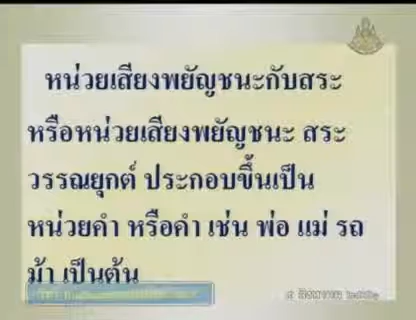 หน่วยเสียงพยัญชนะกับสระ
หรือหน่วยเสียงพยัญชนะ สระ
วรรณยุกต์ ประกอบขึ้นเป็น
หน่วยคำ หรือคำ เช่น พ่อ แม่ รถ
ม้า เป็นต้น